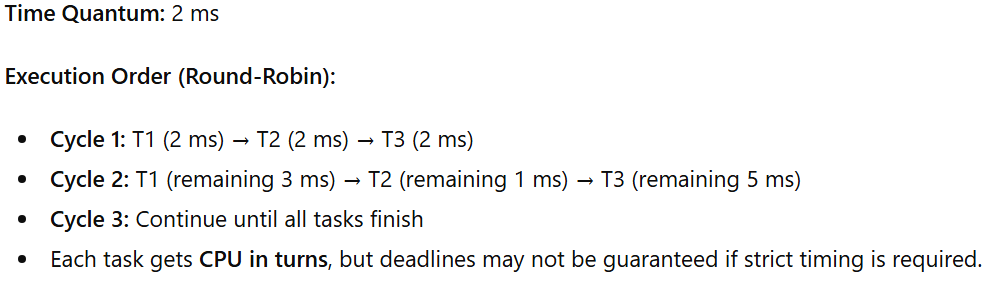 Time Quantum: 2 ms
Execution Order (Round-Robin):
• Cycle 1: T1 (2 ms) → T2 (2 ms) → T3 (2 ms)
• Cycle 2: T1 (remaining 3 ms) → T2 (remaining 1 ms) → T3 (remaining 5 ms)
• Cycle 3: Continue until all tasks finish
• Each task gets CPU in turns, but deadlines may not be guaranteed if strict timing is required.